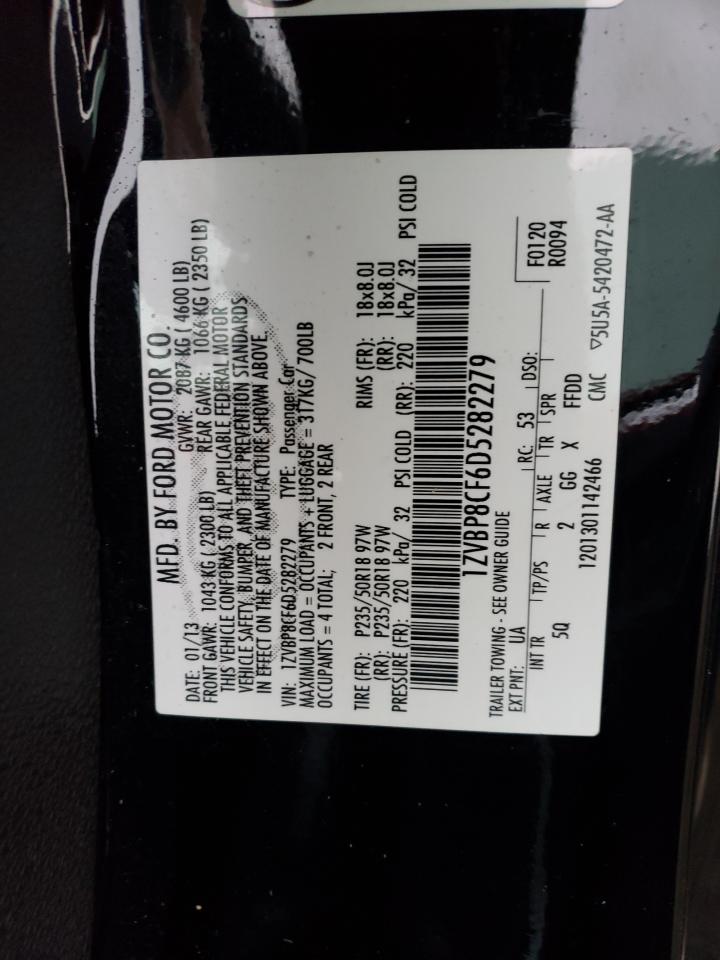 MFD. BY FORD MOTOR CO.
DATE: 01/13 GVWR: 2087 KG ( 4600 LB)
FRONT GAWR: 1043 KG ( 2300 LB) REAR GAWR: 1066 KG ( 2350 LB)
THIS VEHICLE CONFORMS TO ALL APPLICABLE FEDERAL MOTOR
VEHICLE SAFETY, BUMPER, AND THEFT PREVENTION STANDARDS
IN EFFECT ON THE DATE OF MANUFACTURE SHOWN ABOVE.
VIN: 1ZVBP8CF6D5282279 TYPE: Passenger Car
MAXIMUM LOAD = OCCUPANTS + LUGGAGE = 317KG/ 700LB
OCCUPANTS = 4 TOTAL; 2 FRONT, 2 REAR
TIRE (FR): P235/50R18 97W RIMS (FR): 18x8.0J
(RR): P235/50R18 97W (RR): 18x8.0J
PRESSURE (FR): 220 kPa/ 32 PSI COLD (RR): 220 kPa/ 32 PSI COLD
1ZVBP8CF6D5282279
TRAILER TOWING - SEE OWNER GUIDE
EXT PNT: UA RC: 53 DSO: F0120
R0094
INT TR TP/PS R AXLE TR SPR
5Q 2 GG X FFDD
1201301142466 CMC ▽5U5A-5420472-AA